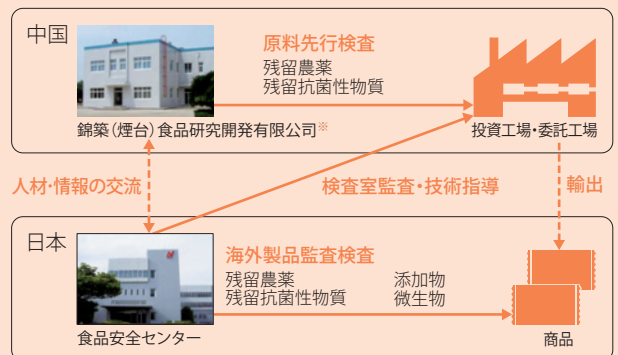 中国
原料先行検査
残留農薬
残留抗菌性物質
錦築(煙台)食品研究開発有限公司※
投資工場・委託工場
人材・情報の交流
検査室監査・技術指導
輸出
日本
海外製品監査検査
残留農薬 添加物
残留抗菌性物質 微生物
食品安全センター
商品